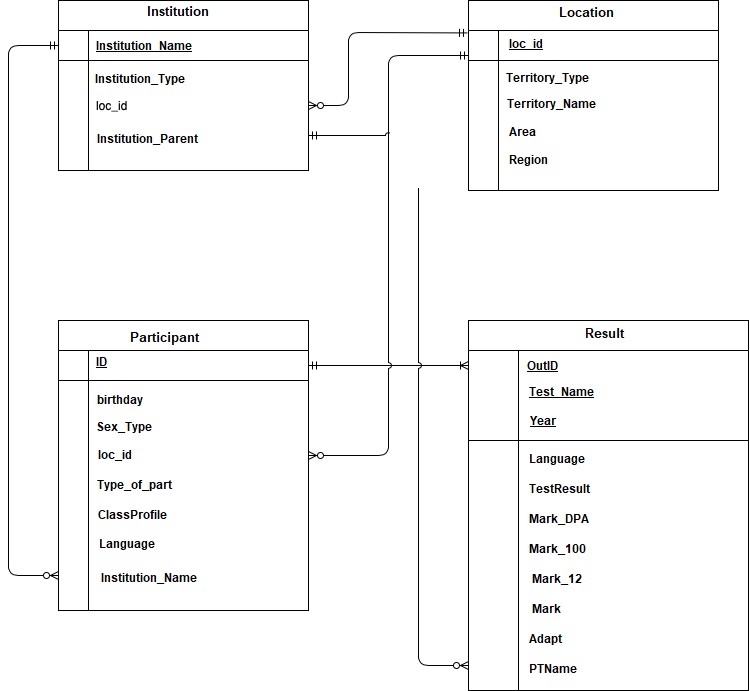 Institution
Institution_Name
Institution_Type
loc_id
Institution_Parent
Location
loc_id
Territory_Type
Territory_Name
Area
Region
Participant
ID
birthday
Sex_Type
loc_id
Type_of_part
ClassProfile
Language
Institution_Name
Result
OutID
Test_Name
Year
Language
TestResult
Mark_DPA
Mark_100
Mark_12
Mark
Adapt
PTName